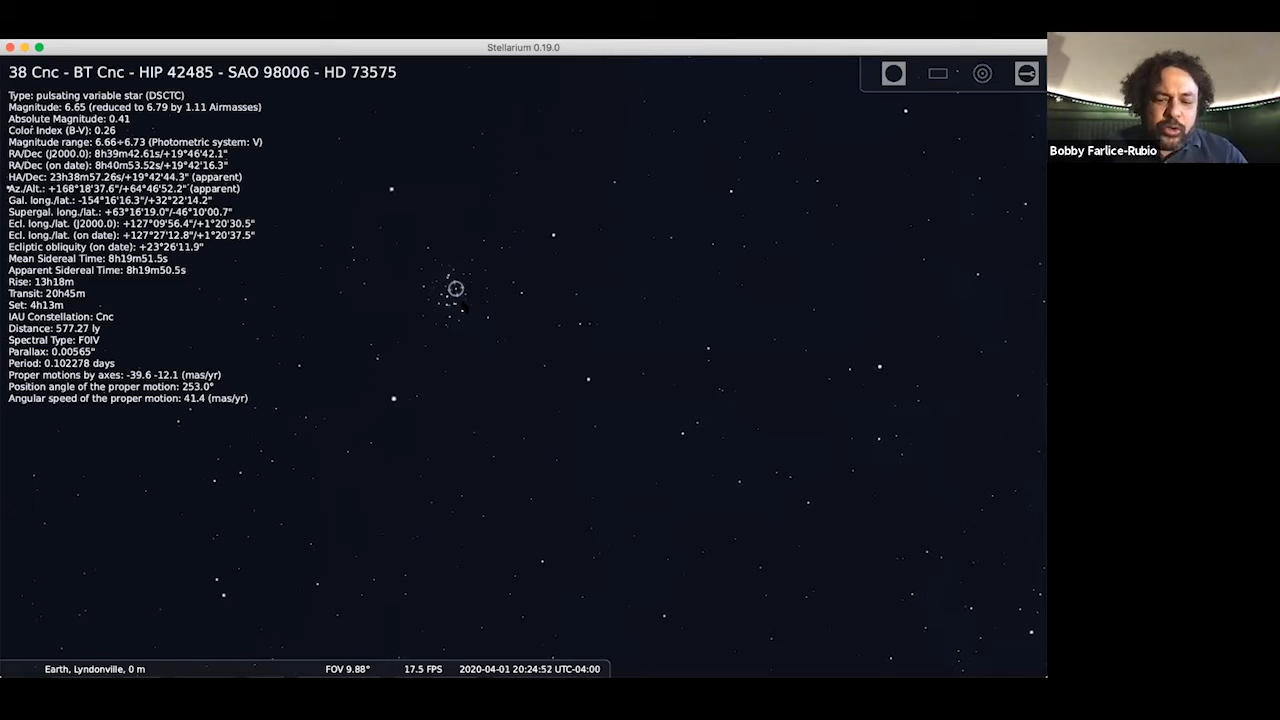 Stellarium 0.19.0
38 Cnc - BT Cnc - HIP 42485 - SAO 98006 - HD 73575
Type: pulsating variable star (DSCTC)
Magnitude: 6.65 (reduced to 6.79 by 1.11 Airmasses)
Absolute Magnitude: 0.41
Color Index (B-V): 0.26
Magnitude range: 6.66÷6.73 (Photometric system: V)
RA/Dec (J2000.0): 8h39m42.61s/+19°46'42.1"
RA/Dec (on date): 8h40m53.52s/+19°42'16.3"
HA/Dec: 23h38m57.26s/+19°42'44.3" (apparent)
Az./Alt.: +168°18'37.6"/+64°46'52.2" (apparent)
Gal. long./lat.: -154°16'16.3"/+32°22'14.2"
Supergal. long./lat.: +63°16'19.0"/-46°10'00.7"
Ecl. long./lat. (J2000.0): +127°09'56.4"/+1°20'30.5"
Ecl. long./lat. (on date): +127°27'12.8"/+1°20'37.5"
Ecliptic obliquity (on date): +23°26'11.9"
Mean Sidereal Time: 8h19m51.5s
Apparent Sidereal Time: 8h19m50.5s
Rise: 13h18m
Transit: 20h45m
Set: 4h13m
IAU Constellation: Cnc
Distance: 577.27 ly
Spectral Type: F0IV
Parallax: 0.00565"
Period: 0.102278 days
Proper motions by axes: -39.6 -12.1 (mas/yr)
Position angle of the proper motion: 253.0°
Angular speed of the proper motion: 41.4 (mas/yr)
Bobby Farlice-Rubio
Earth, Lyndonville, 0 m FOV 9.88° 17.5 FPS 2020-04-01 20:24:52 UTC-04:00